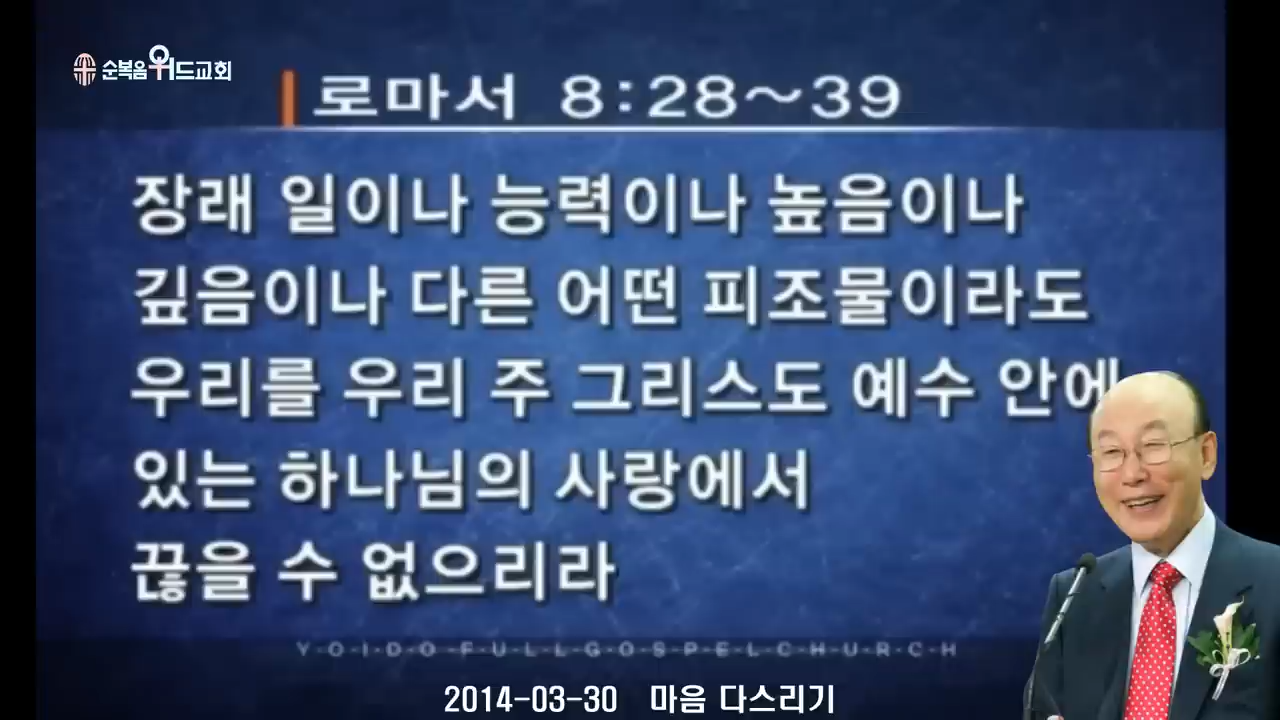 순복음위드교회
로마서 8:28~39
장래 일이나 능력이나 높음이나
깊음이나 다른 어떤 피조물이라도
우리를 우리 주 그리스도 예수 안에
있는 하나님의 사랑에서
끊을 수 없으리라
Y·O·I·D·O·F·U·L·L·G·O·S·P·E·L·C·H·U·R·C·H
2014-03-30 마음 다스리기